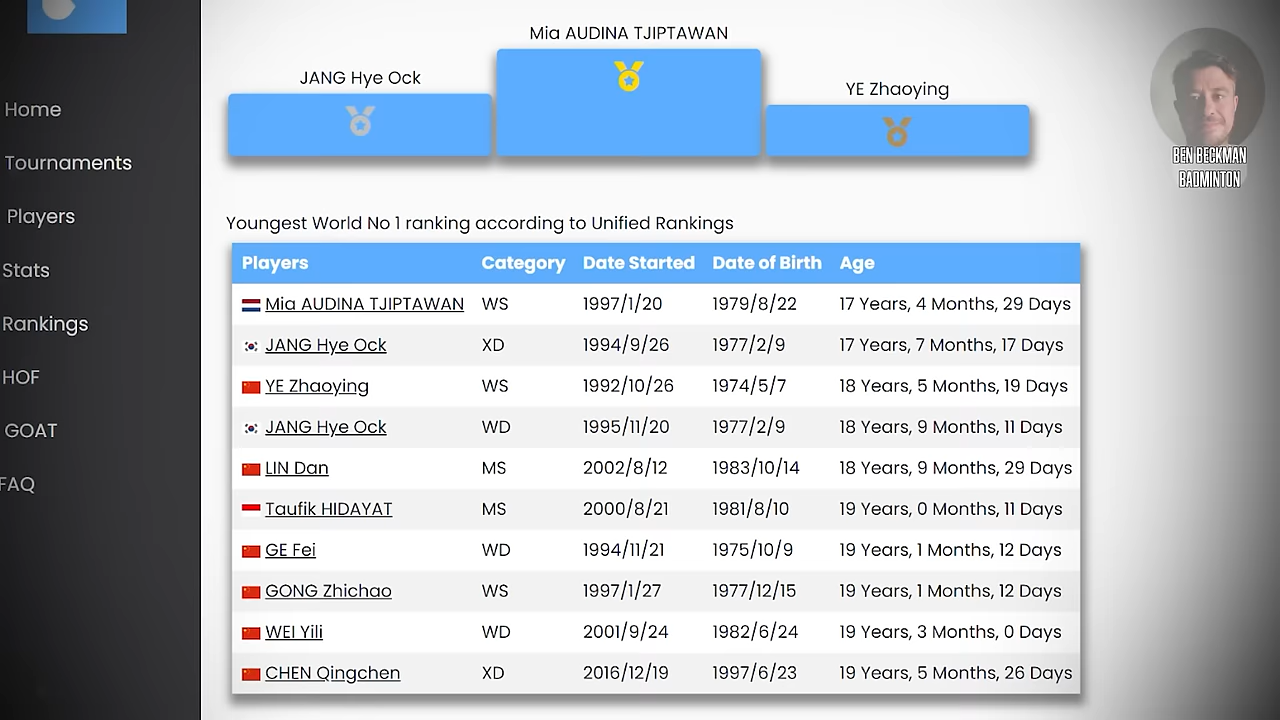 Mia AUDINA TJIPTAWAN
JANG Hye Ock
YE Zhaoying
Home
Tournaments
Players
Stats
Rankings
HOF
GOAT
FAQ
BEN BECKMAN
BADMINTON
Youngest World No 1 ranking according to Unified Rankings
Players Category Date Started Date of Birth Age
Mia AUDINA TJIPTAWAN WS 1997/1/20 1979/8/22 17 Years, 4 Months, 29 Days
JANG Hye Ock XD 1994/9/26 1977/2/9 17 Years, 7 Months, 17 Days
YE Zhaoying WS 1992/10/26 1974/5/7 18 Years, 5 Months, 19 Days
JANG Hye Ock WD 1995/11/20 1977/2/9 18 Years, 9 Months, 11 Days
LIN Dan MS 2002/8/12 1983/10/14 18 Years, 9 Months, 29 Days
Taufik HIDAYAT MS 2000/8/21 1981/8/10 19 Years, 0 Months, 11 Days
GE Fei WD 1994/11/21 1975/10/9 19 Years, 1 Months, 12 Days
GONG Zhichao WS 1997/1/27 1977/12/15 19 Years, 1 Months, 12 Days
WEI Yili WD 2001/9/24 1982/6/24 19 Years, 3 Months, 0 Days
CHEN Qingchen XD 2016/12/19 1997/6/23 19 Years, 5 Months, 26 Days